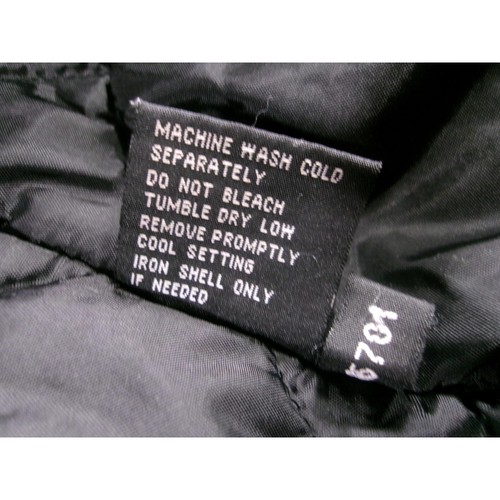 MACHINE WASH COLD
SEPARATELY
DO NOT BLEACH
TUMBLE DRY LOW
REMOVE PROMPTLY
COOL SETTING
IRON SHELL ONLY
IF NEEDED
6701